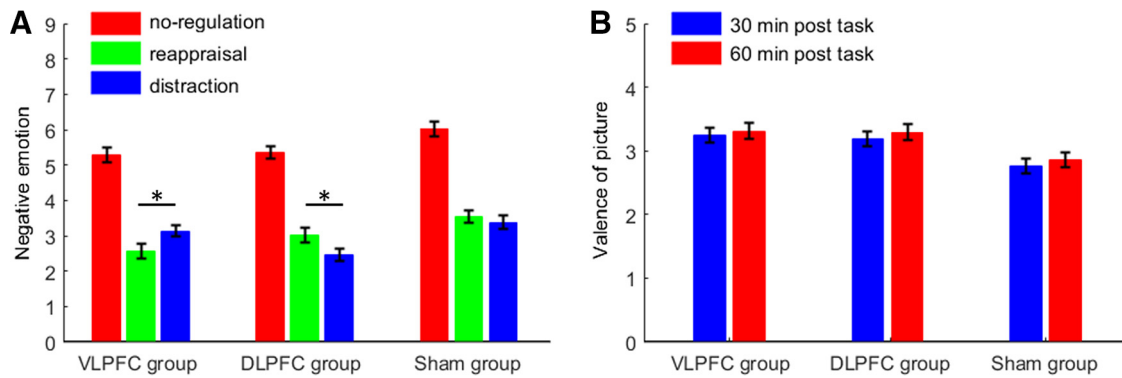 A
Negative emotion
9
8
7
6
5
4
3
2
1
0
no-regulation
reappraisal
distraction
*
*
VLPFC group
DLPFC group
Sham group
B
Valence of picture
5
4
3
2
1
0
30 min post task
60 min post task
VLPFC group
DLPFC group
Sham group